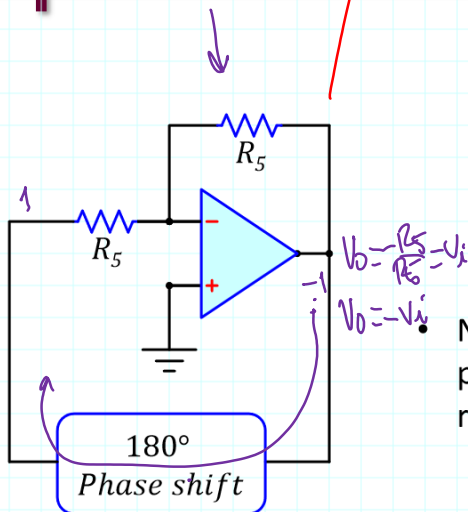 R₅
1
R₅
−
+
V₀ = -R5/R5 = Vi
-1
V₀ = -Vi
N
p
r
180°
Phase shift